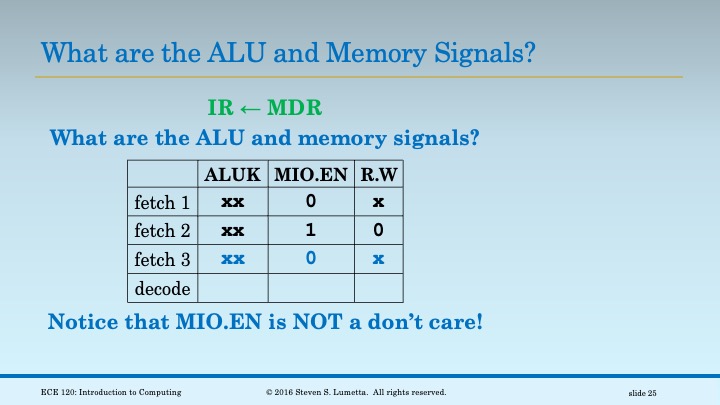 What are the ALU and Memory Signals?
IR ← MDR
What are the ALU and memory signals?
ALUK MIO.EN R.W
fetch 1 xx 0 x
fetch 2 xx 1 0
fetch 3 xx 0 x
decode
Notice that MIO.EN is NOT a don’t care!
ECE 120: Introduction to Computing © 2016 Steven S. Lumetta. All rights reserved. slide 25